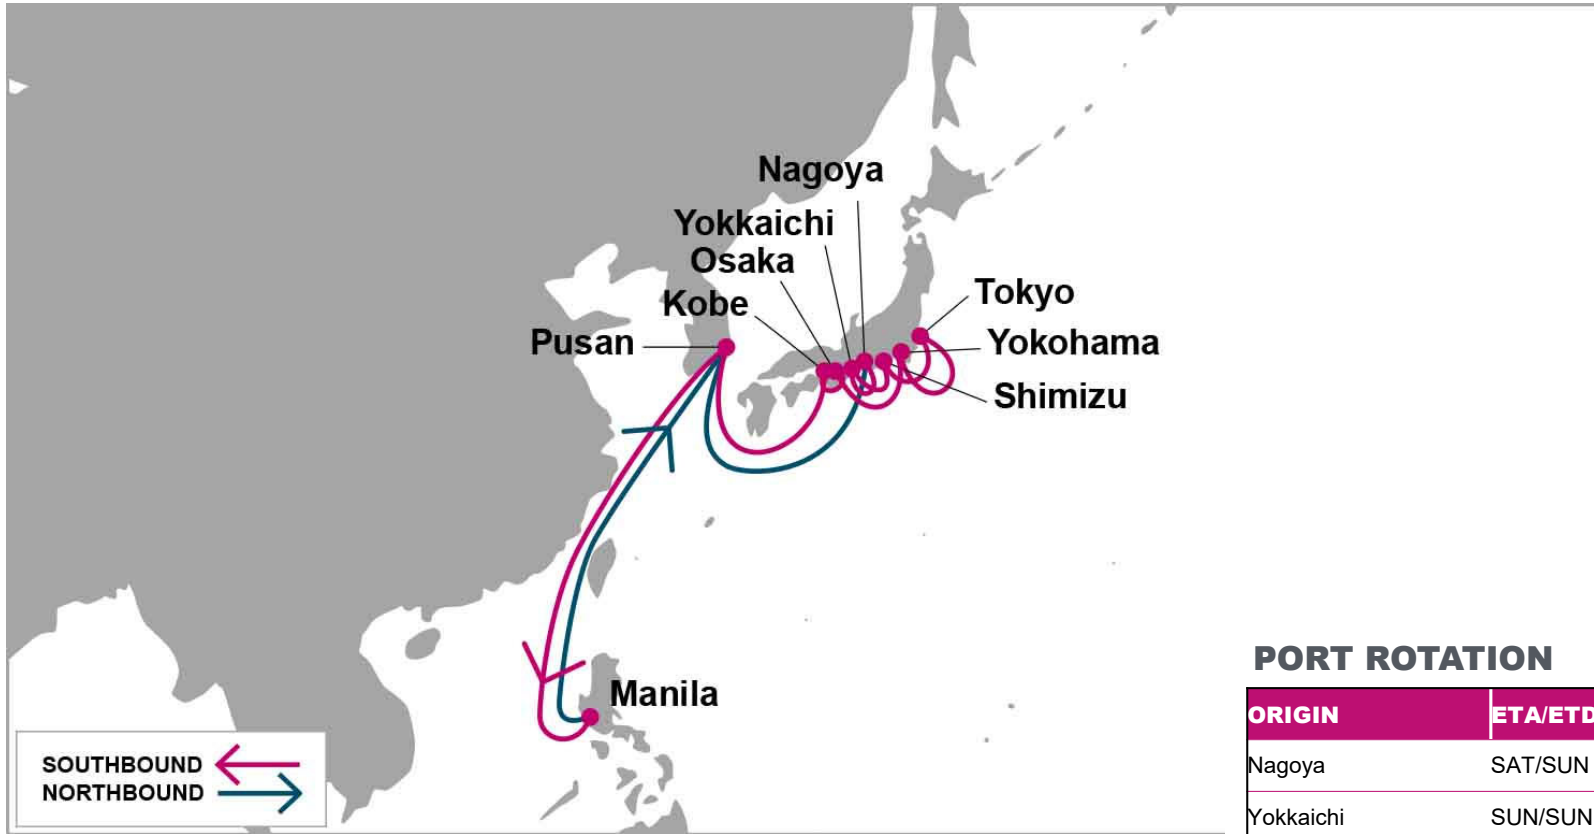 Nagoya
Yokkaichi
Osaka
Kobe
Tokyo
Pusan
Yokohama
Shimizu
Manila
SOUTHBOUND
NORTHBOUND
PORT ROTATION
ORIGIN ETA/ETD
Nagoya SAT/SUN
Yokkaichi SUN/SUN